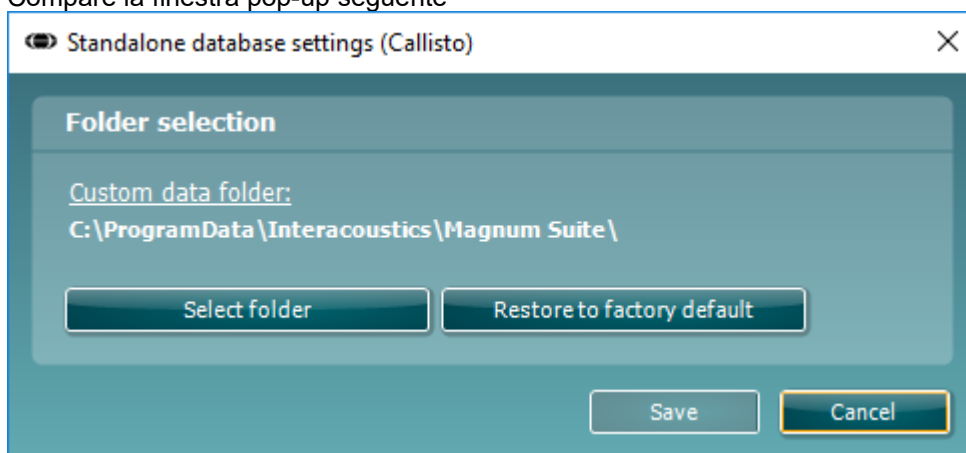 Compare la finestra pop-up seguente
Standalone database settings (Callisto)
Folder selection
Custom data folder:
C:\ProgramData\Interacoustics\Magnum Suite\
Select folder
Restore to factory default
Save
Cancel